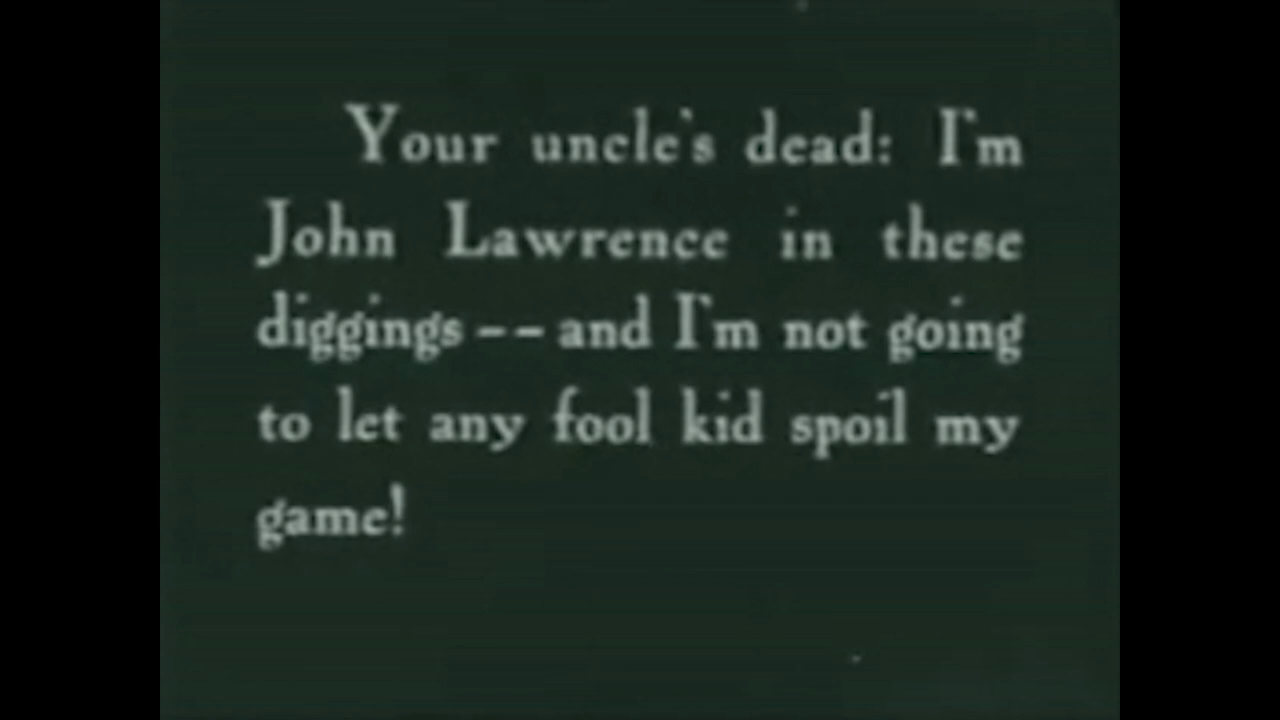 Your uncle's dead: I'm
John Lawrence in these
diggings -- and I'm not going
to let any fool kid spoil my
game!